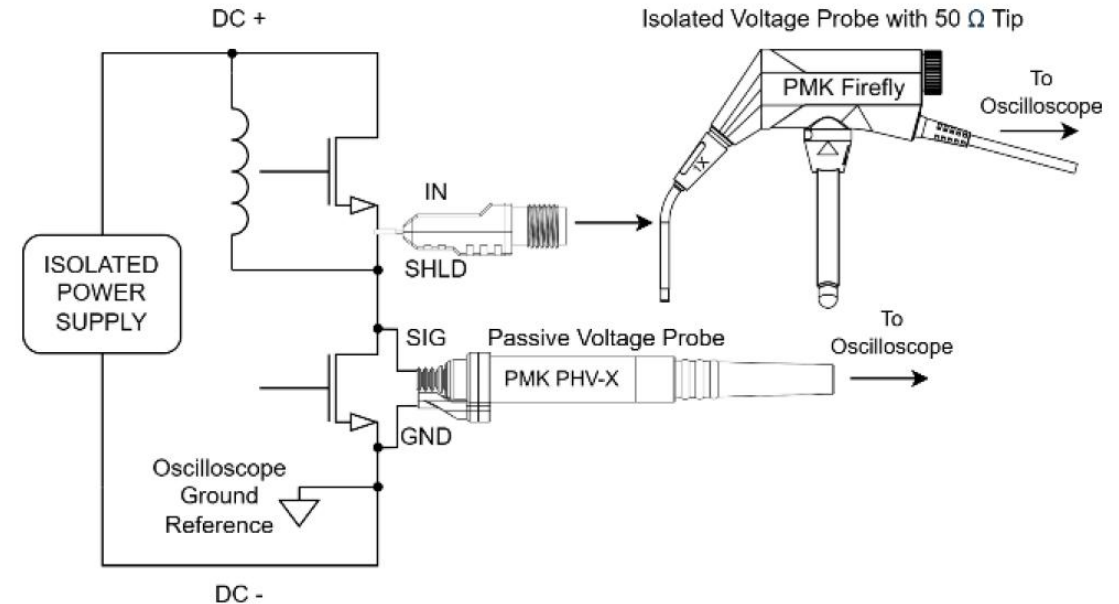 DC +
Isolated Voltage Probe with 50 Ω Tip
PMK Firefly
To
Oscilloscope
1X
IN
SHLD
ISOLATED
POWER
SUPPLY
SIG
Passive Voltage Probe
To
Oscilloscope
PMK PHV-X
GND
Oscilloscope
Ground
Reference
DC -